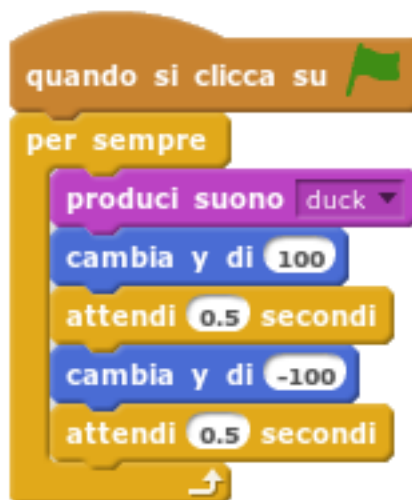 quando si clicca su
per sempre
produci suono duck
cambia y di 100
attendi 0.5 secondi
cambia y di -100
attendi 0.5 secondi